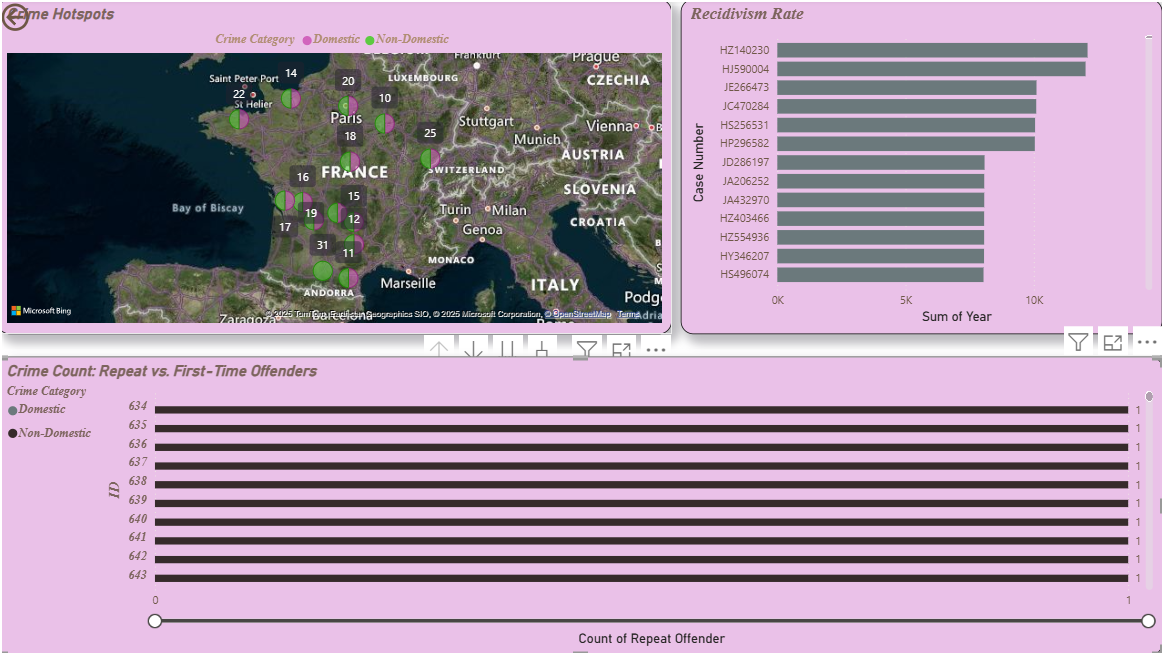 Crime Hotspots
Crime Category Domestic Non-Domestic
Frankfurt
Prague
LUXEMBOURG
CZECHIA
Saint Peter Port
14
20
22
St Helier
10
Paris
Stuttgart
Vienna
18
25
Munich
AUSTRIA
FRANCE
SWITZERLAND
16
SLOVENIA
15
Bay of Biscay
19
12
Turin
Milan
CROATIA
17
Genoa
31
11
MONACO
Marseille
ITALY
ANDORRA
Podg
Microsoft Bing
Zaragoza
Barcelona
© 2025 Microsoft Corporation, © OpenStreetMap Terms
Recidivism Rate
Case Number
HZ140230
HJ590004
JE266473
JC470284
HS256531
HP296582
JD286197
JA206252
JA432970
HZ403466
HZ554936
HY346207
HS496074
0K 5K 10K
Sum of Year
Crime Count: Repeat vs. First-Time Offenders
Crime Category
Domestic
Non-Domestic
ID
634 1
635 1
636 1
637 1
638 1
639 1
640 1
641 1
642 1
643 1
0 1
Count of Repeat Offender